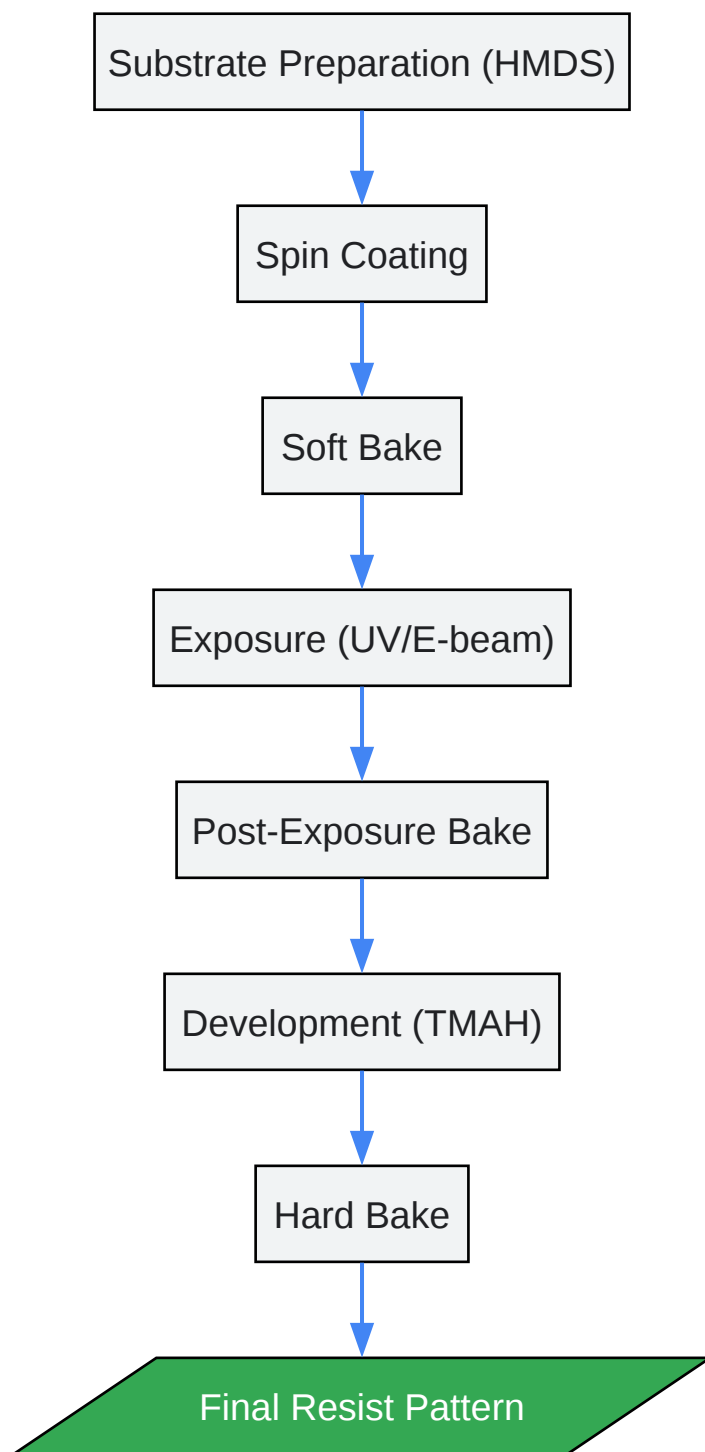 Substrate Preparation (HMDS)
Spin Coating
Soft Bake
Exposure (UV/E-beam)
Post-Exposure Bake
Development (TMAH)
Hard Bake
Final Resist Pattern